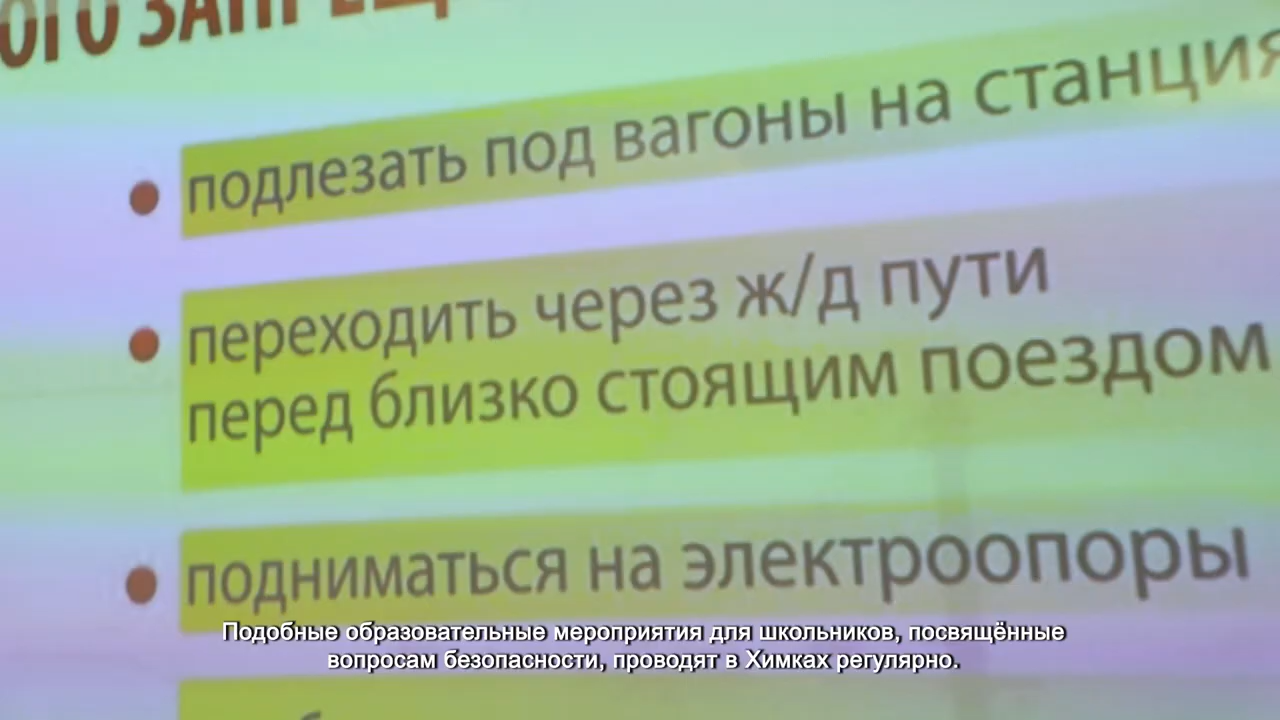 подлезать под вагоны на станция
переходить через ж/д пути
перед близко стоящим поездом
подниматься на электроопоры
Подобные образовательные мероприятия для школьников, посвящённые
вопросам безопасности, проводят в Химках регулярно.